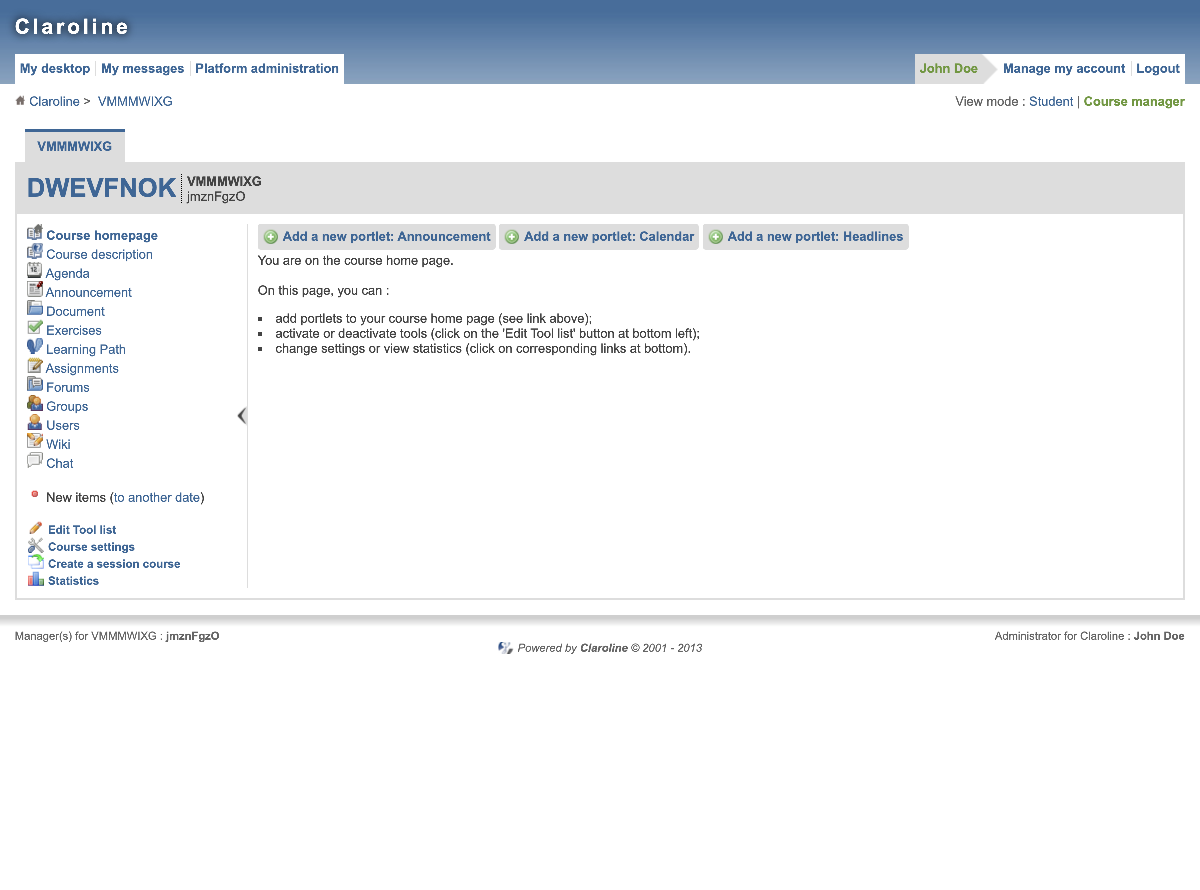 Claroline
My desktop My messages Platform administration
John Doe Manage my account Logout
Claroline > VMMMWIXG
View mode : Student | Course manager
VMMMWIXG
DWEVFNOK
VMMMWIXG
jmznFgzO
Course homepage
Course description
Agenda
Announcement
Document
Exercises
Learning Path
Assignments
Forums
Groups
Users
Wiki
Chat
New items (to another date)
Edit Tool list
Course settings
Create a session course
Statistics
Add a new portlet: Announcement Add a new portlet: Calendar Add a new portlet: Headlines
You are on the course home page.
On this page, you can :
add portlets to your course home page (see link above);
activate or deactivate tools (click on the 'Edit Tool list' button at bottom left);
change settings or view statistics (click on corresponding links at bottom).
Manager(s) for VMMMWIXG : jmznFgzO
Powered by Claroline © 2001 - 2013
Administrator for Claroline : John Doe